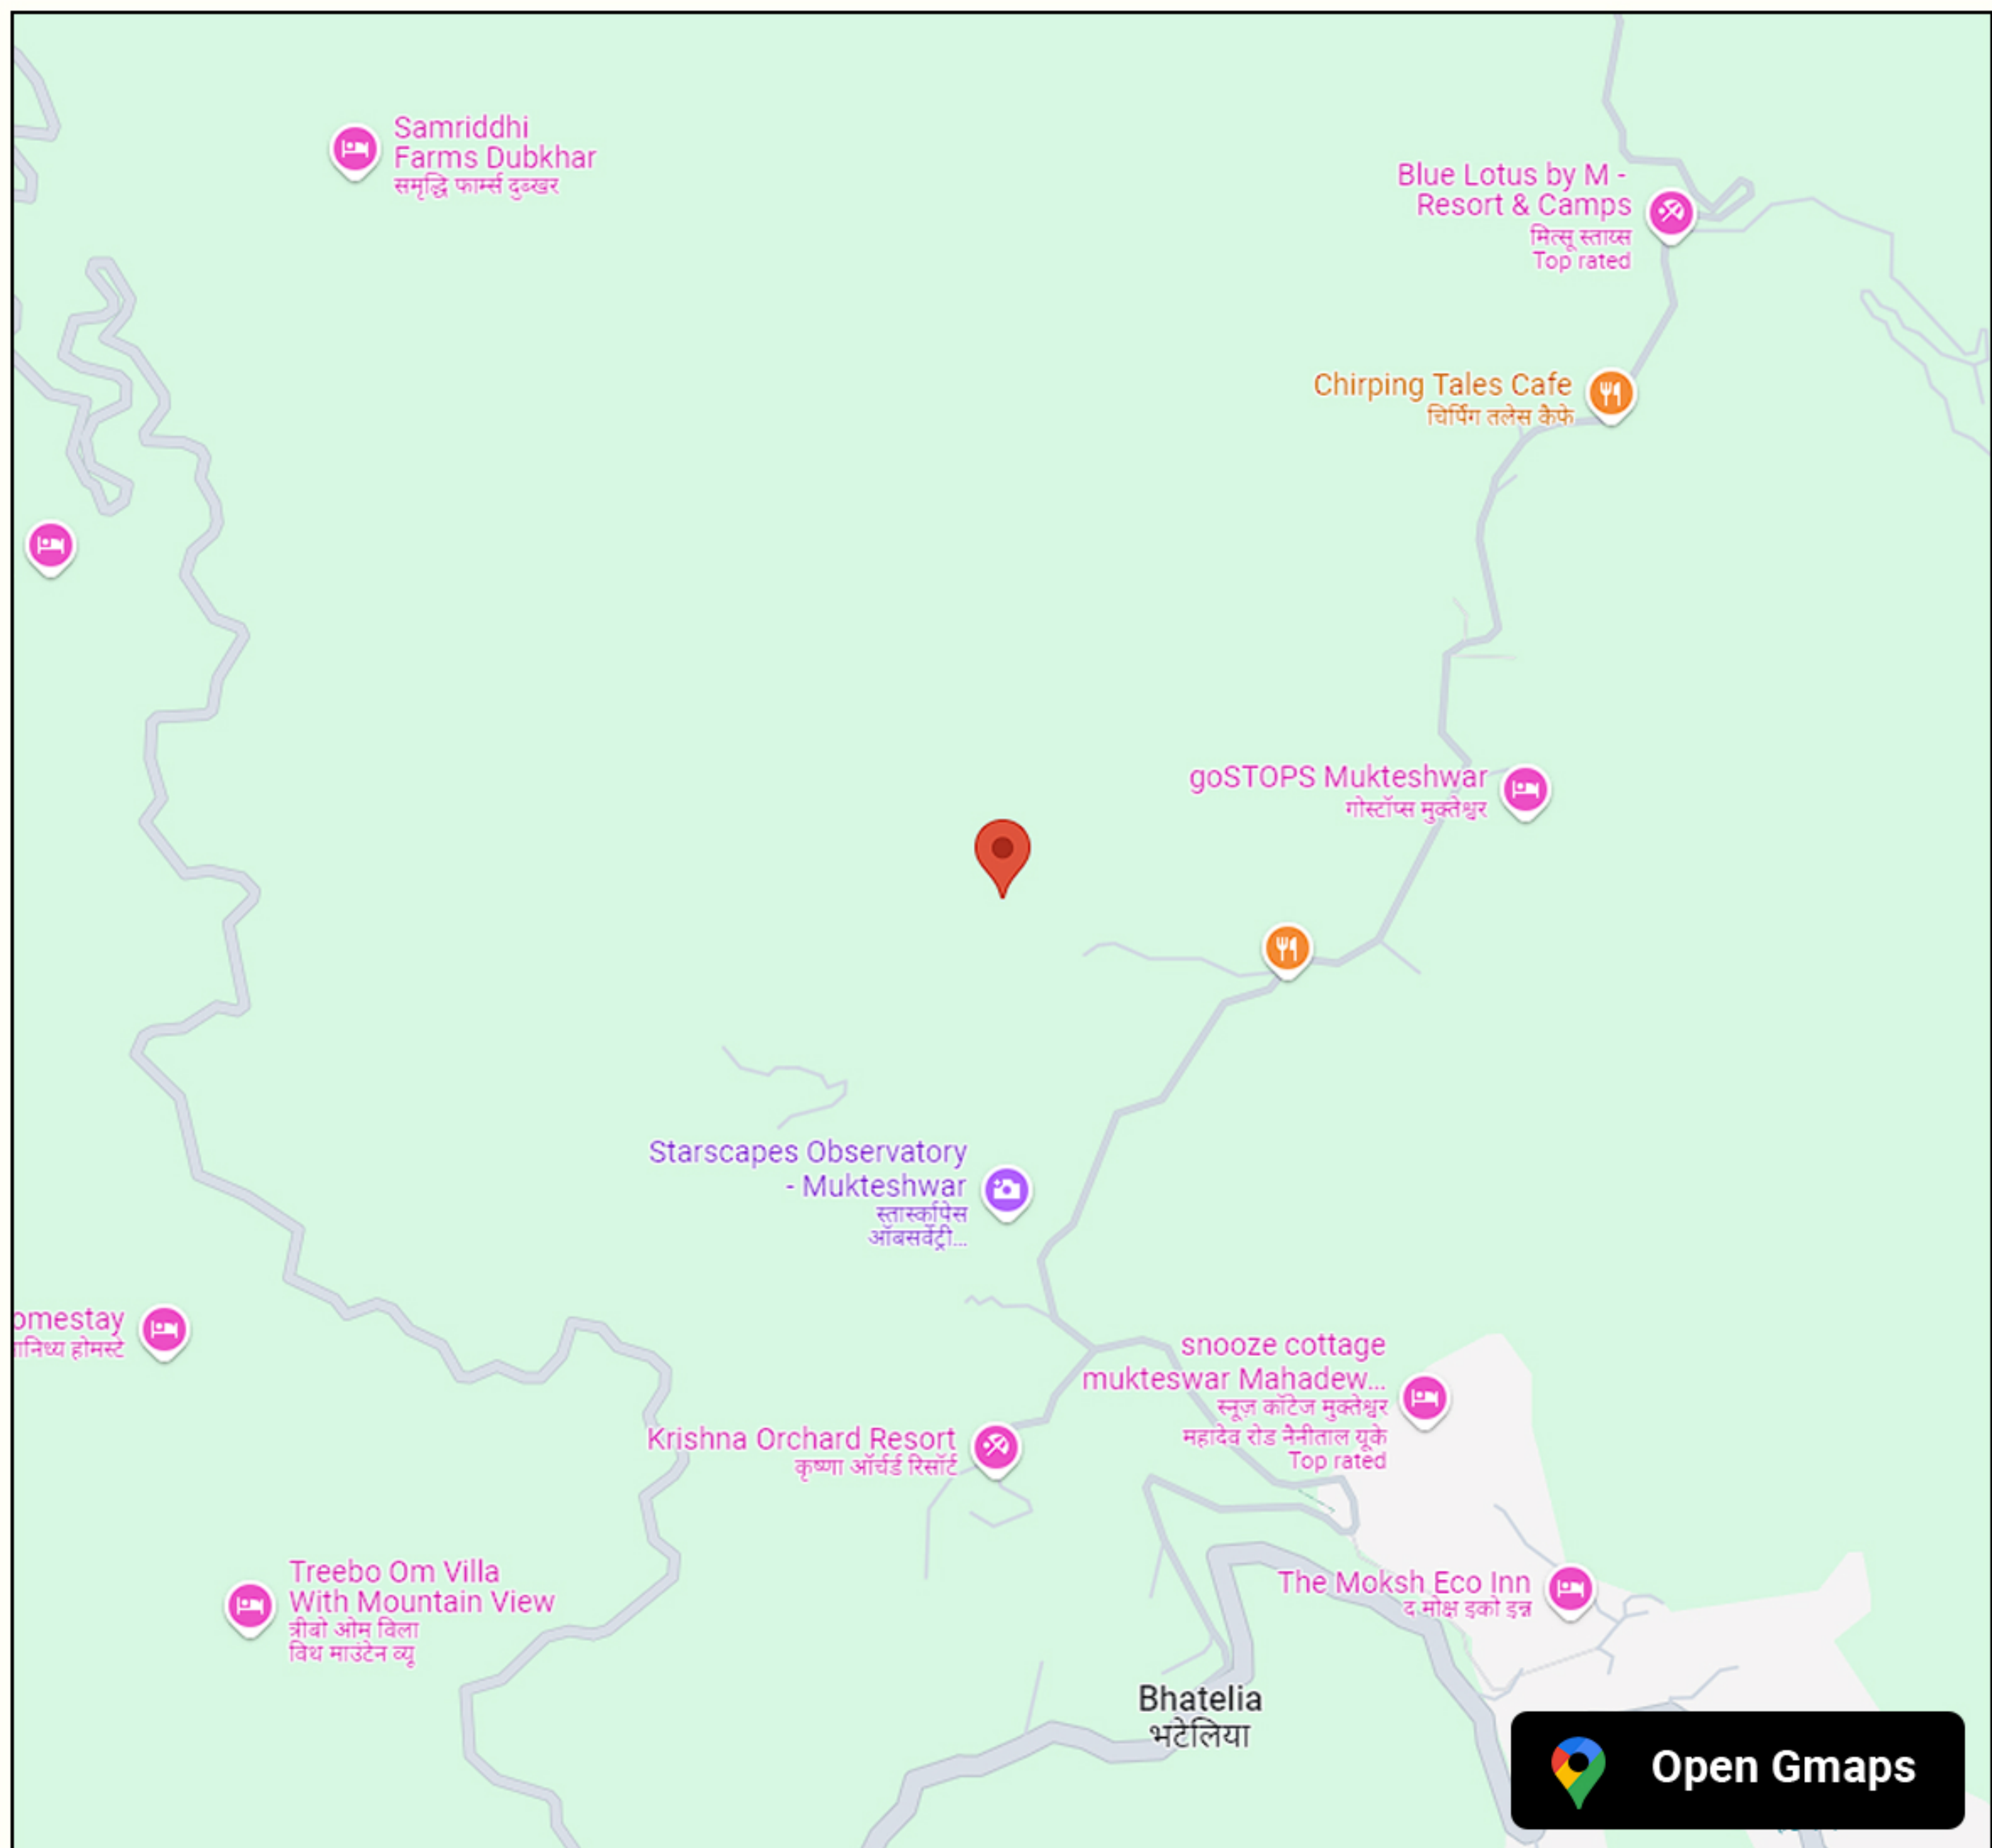 Samriddhi
Farms Dubkhar
समृद्धि फार्म्स दुब्खर
Blue Lotus by M -
Resort & Camps
मित्सू स्ताय्स
Top rated
Chirping Tales Cafe
चिर्पिंग तलेस कैफे
goSTOPS Mukteshwar
गोस्टॉप्स मुक्तेश्वर
Starscapes Observatory
- Mukteshwar
स्तार्स्कापेस
ऑबसर्वेट्री...
omestay
ानिध्य होमस्टे
snooze cottage
mukteswar Mahadew...
स्नूज़ कॉटेज मुक्तेश्वर
महादेव रोड नैनीताल यूके
Top rated
Krishna Orchard Resort
कृष्णा ऑर्चर्ड रिसॉर्ट
Treebo Om Villa
With Mountain View
त्रीबो ओम विला
विथ माउंटेन व्यू
The Moksh Eco Inn
द मोक्ष इको इन्न
Bhatelia
भटेलिया
Open Gmaps